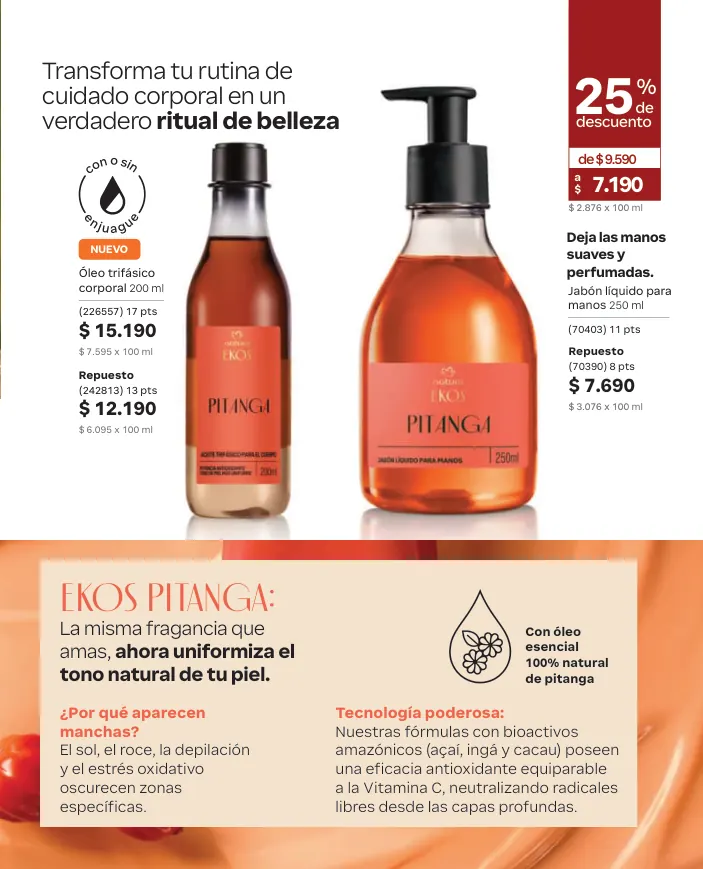 Transforma tu rutina de
cuidado corporal en un
verdadero ritual de belleza
con o sin
enjuague
NUEVO
Óleo trifásico
corporal 200 ml
(226557) 17 pts
$ 15.190
$ 7.595 x 100 ml
Repuesto
(242813) 13 pts
$ 12.190
$ 6.095 x 100 ml
natura
EKOS
PITANGA
ACEITE TRIFÁSICO PARA EL CUERPO
200ml
natura
EKOS
PITANGA
JABÓN LÍQUIDO PARA MANOS
250ml
25%
de
descuento
de $ 9.590
a
$ 7.190
$ 2.876 x 100 ml
Deja las manos
suaves y
perfumadas.
Jabón líquido para
manos 250 ml
(70403) 11 pts
Repuesto
(70390) 8 pts
$ 7.690
$ 3.076 x 100 ml
EKOS PITANGA:
La misma fragancia que
amas, ahora uniformiza el
tono natural de tu piel.
Con óleo
esencial
100% natural
de pitanga
¿Por qué aparecen
manchas?
El sol, el roce, la depilación
y el estrés oxidativo
oscurecen zonas
específicas.
Tecnología poderosa:
Nuestras fórmulas con bioactivos
amazónicos (açaí, ingá y cacau) poseen
una eficacia antioxidante equiparable
a la Vitamina C, neutralizando radicales
libres desde las capas profundas.